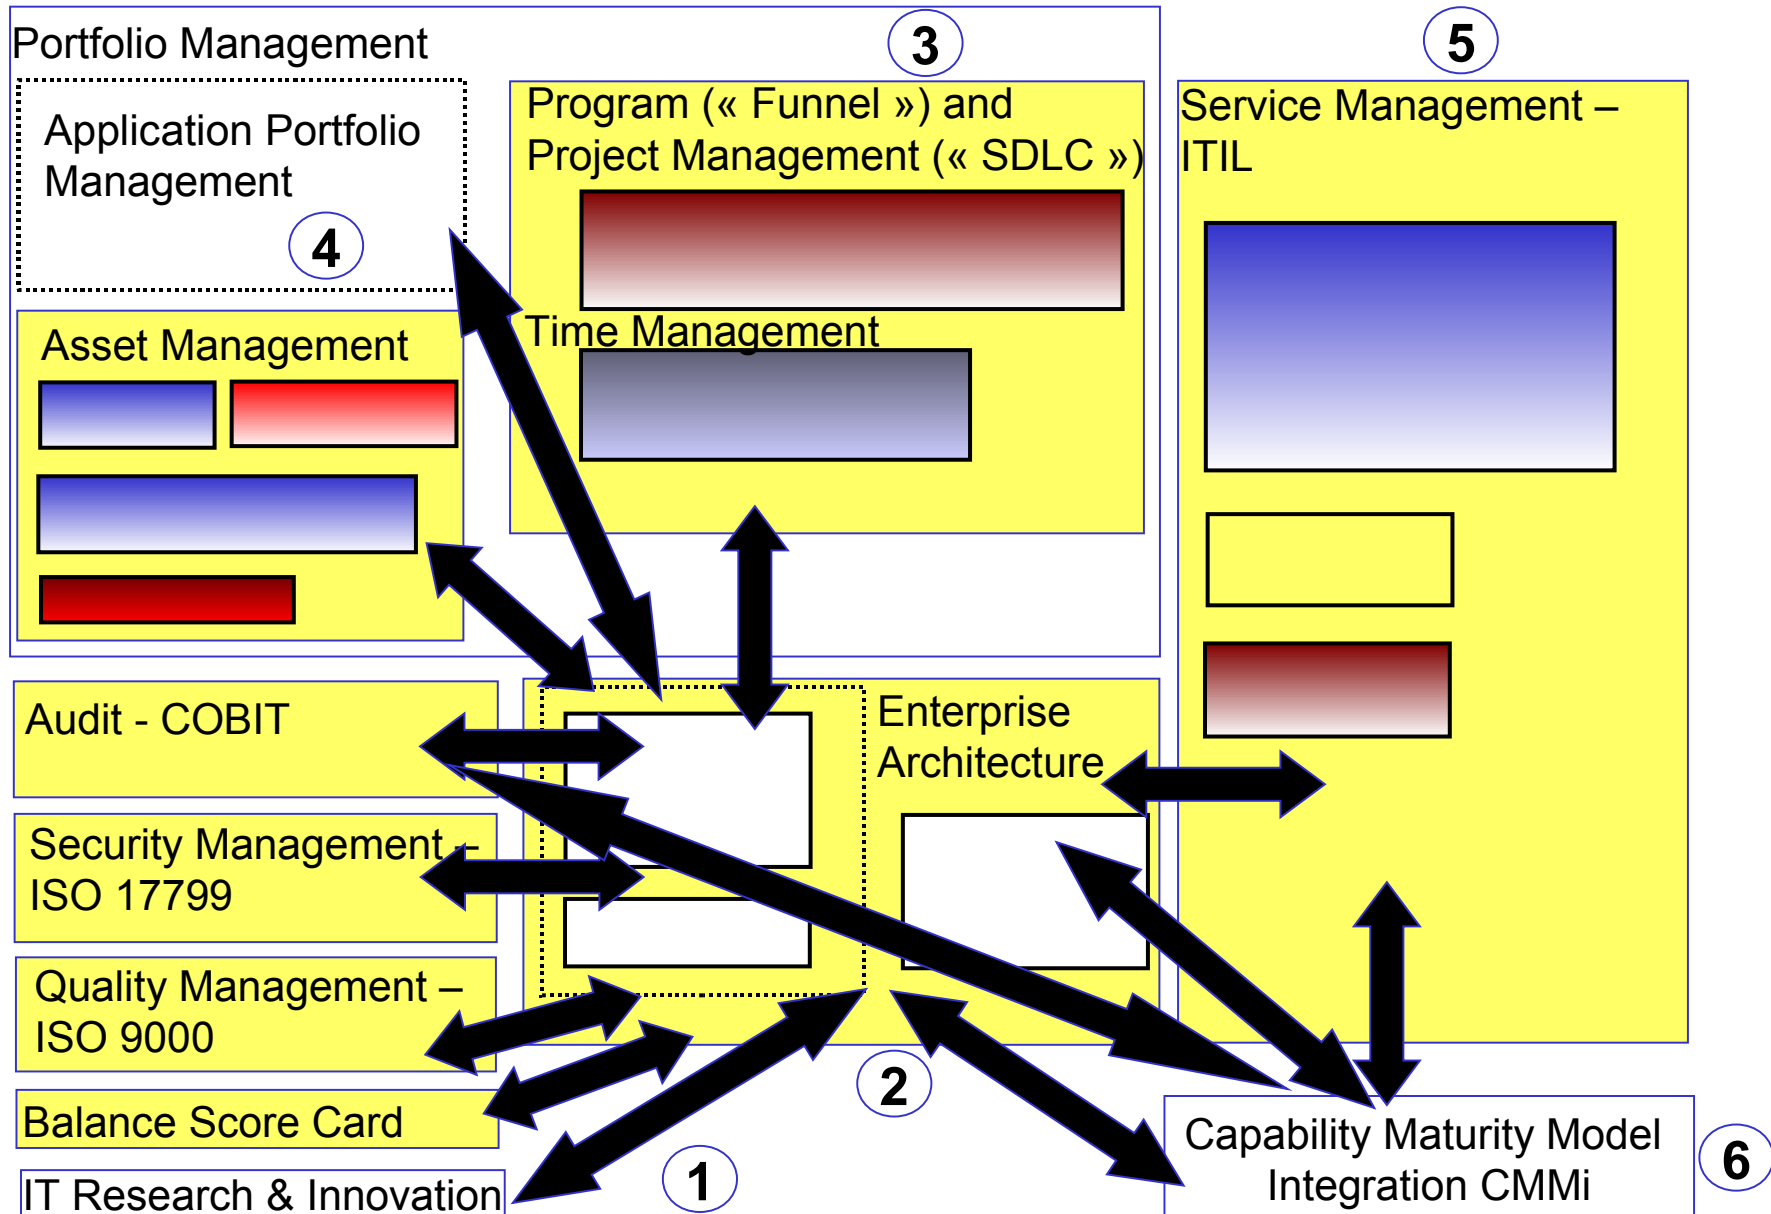 Portfolio Management
3
5
Application Portfolio
Management
4
Program (« Funnel ») and
Project Management (« SDLC »)
Service Management –
ITIL
Time Management
Asset Management
Audit - COBIT
Enterprise
Architecture
Security Management –
ISO 17799
Quality Management –
ISO 9000
2
Balance Score Card
1
Capability Maturity Model
Integration CMMi
6
IT Research & Innovation